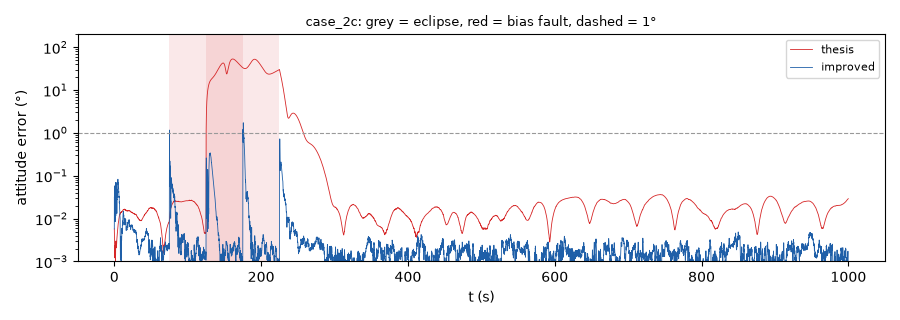 case_2c: grey = eclipse, red = bias fault, dashed = 1°
thesis
improved
10²
10¹
10⁰
10⁻¹
10⁻²
10⁻³
attitude error (°)
0
200
400
600
800
1000
t (s)